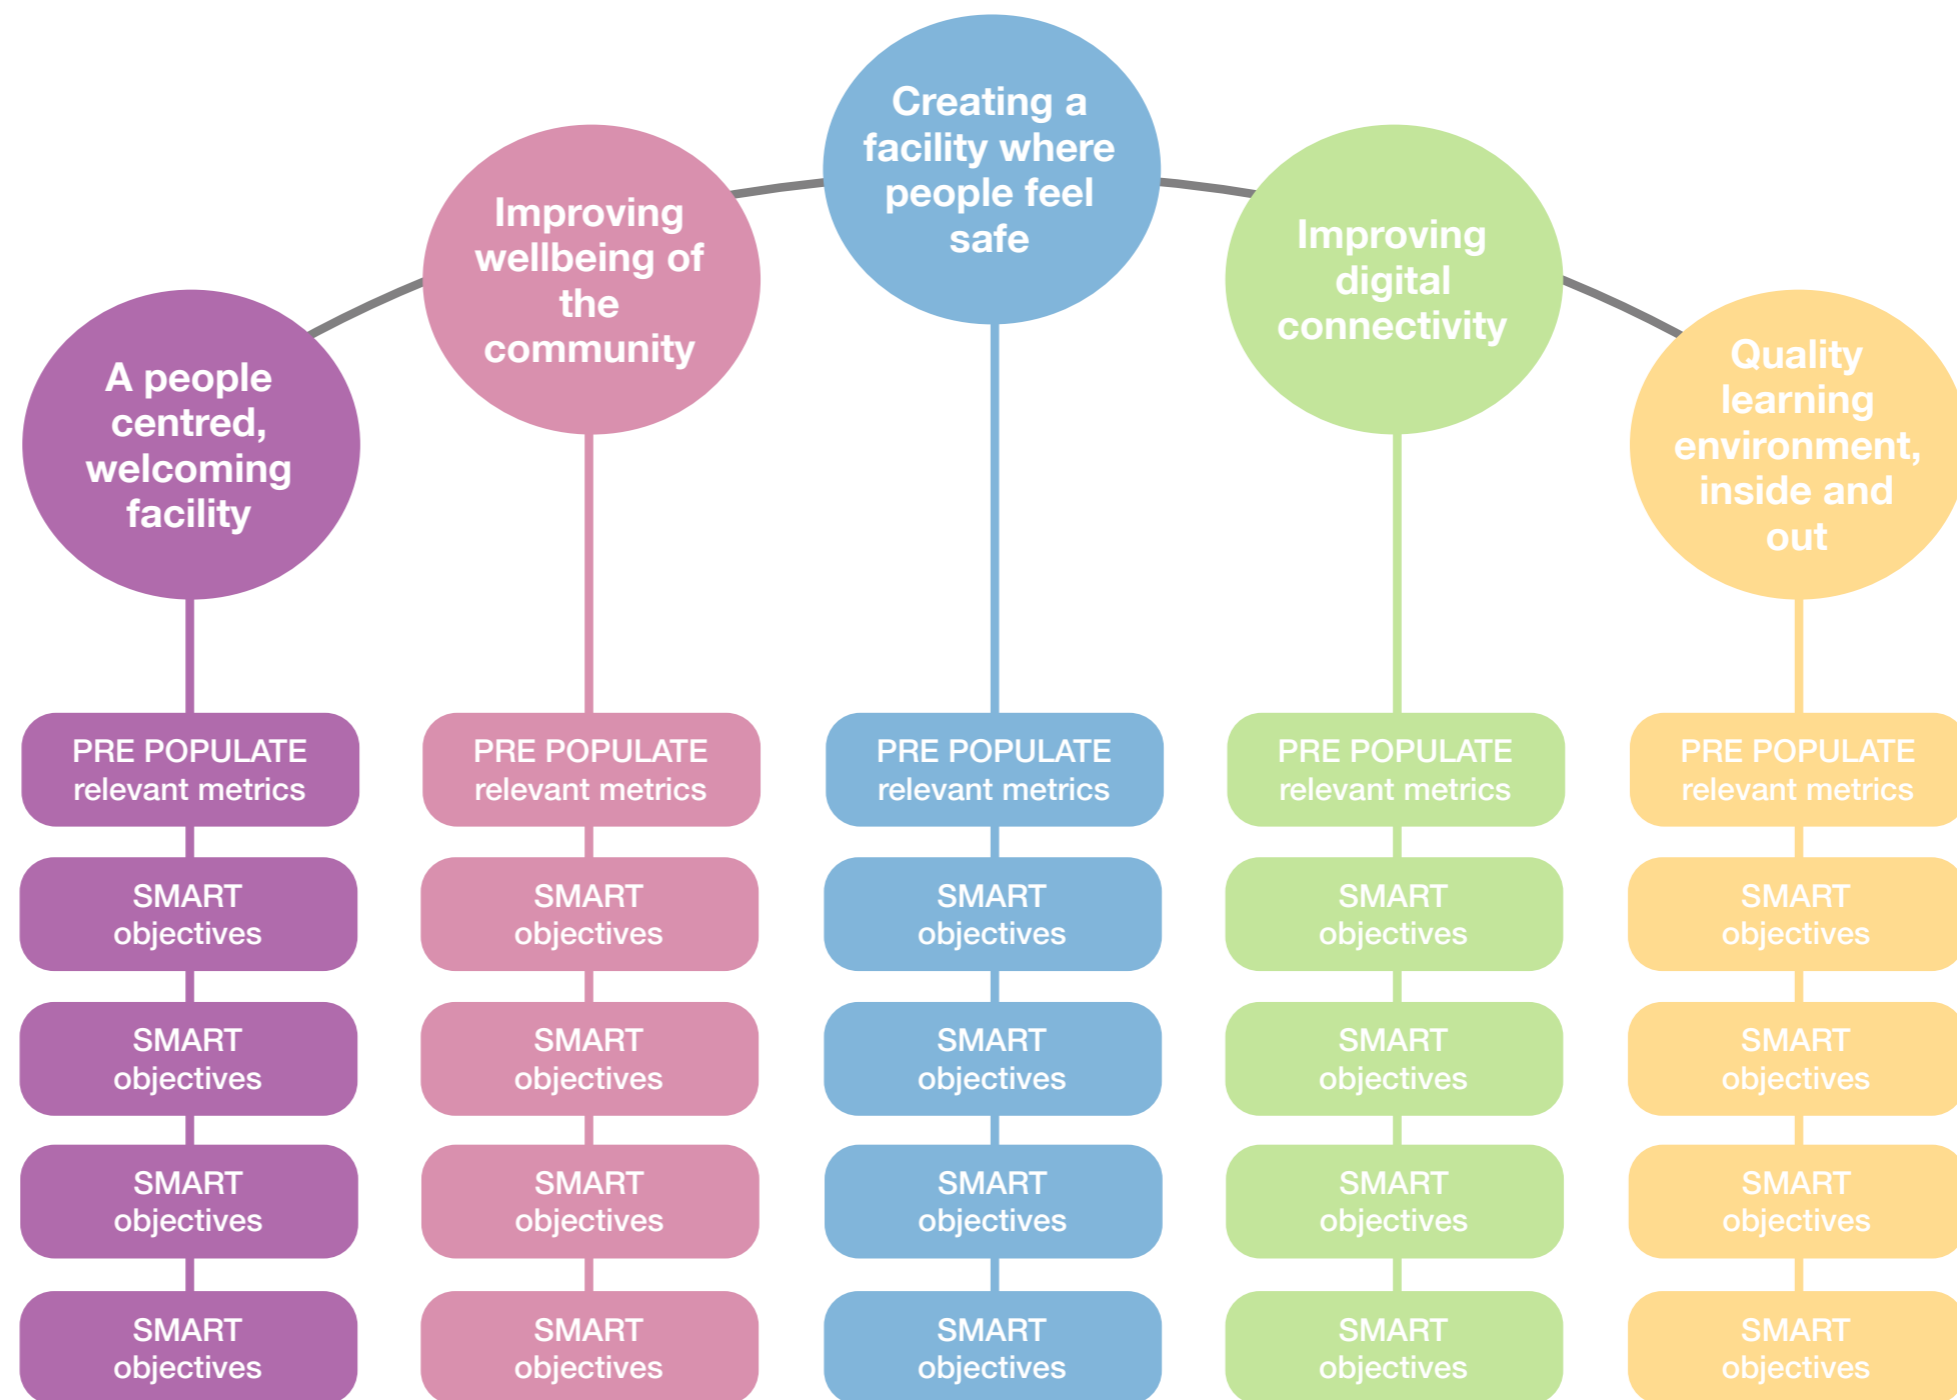 Creating a
facility where
people feel
safe
Improving
wellbeing of
the
community
Improving
digital
connectivity
A people
centred,
welcoming
facility
Quality
learning
environment,
inside and
out
PRE POPULATE
relevant metrics
PRE POPULATE
relevant metrics
PRE POPULATE
relevant metrics
PRE POPULATE
relevant metrics
PRE POPULATE
relevant metrics
SMART
objectives
SMART
objectives
SMART
objectives
SMART
objectives
SMART
objectives
SMART
objectives
SMART
objectives
SMART
objectives
SMART
objectives
SMART
objectives
SMART
objectives
SMART
objectives
SMART
objectives
SMART
objectives
SMART
objectives
SMART
objectives
SMART
objectives
SMART
objectives
SMART
objectives
SMART
objectives